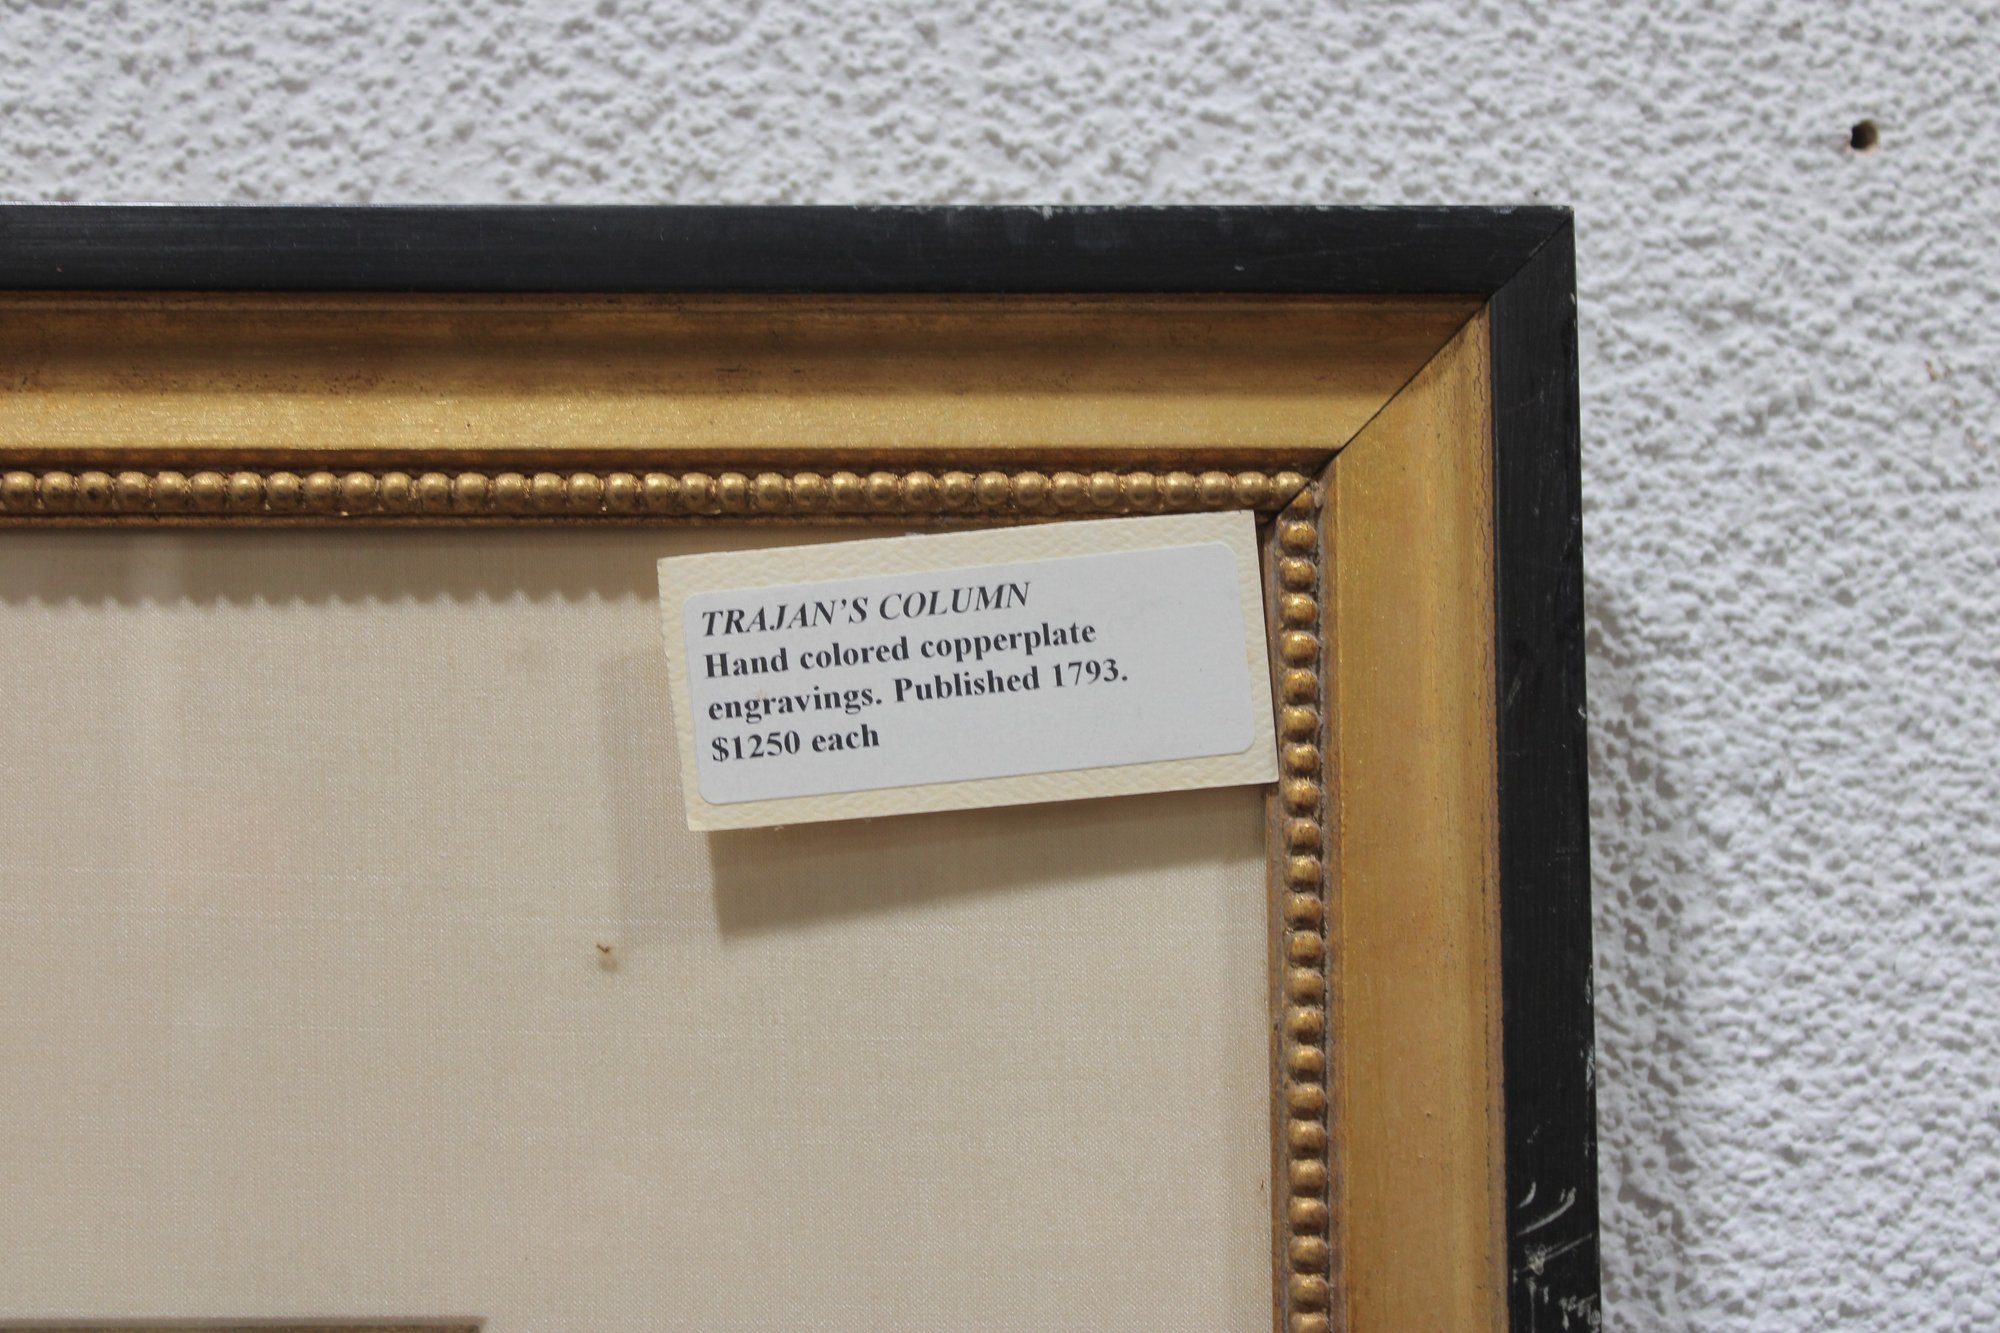 TRAJAN’S COLUMN
Hand colored copperplate
engravings. Published 1793.
$1250 each